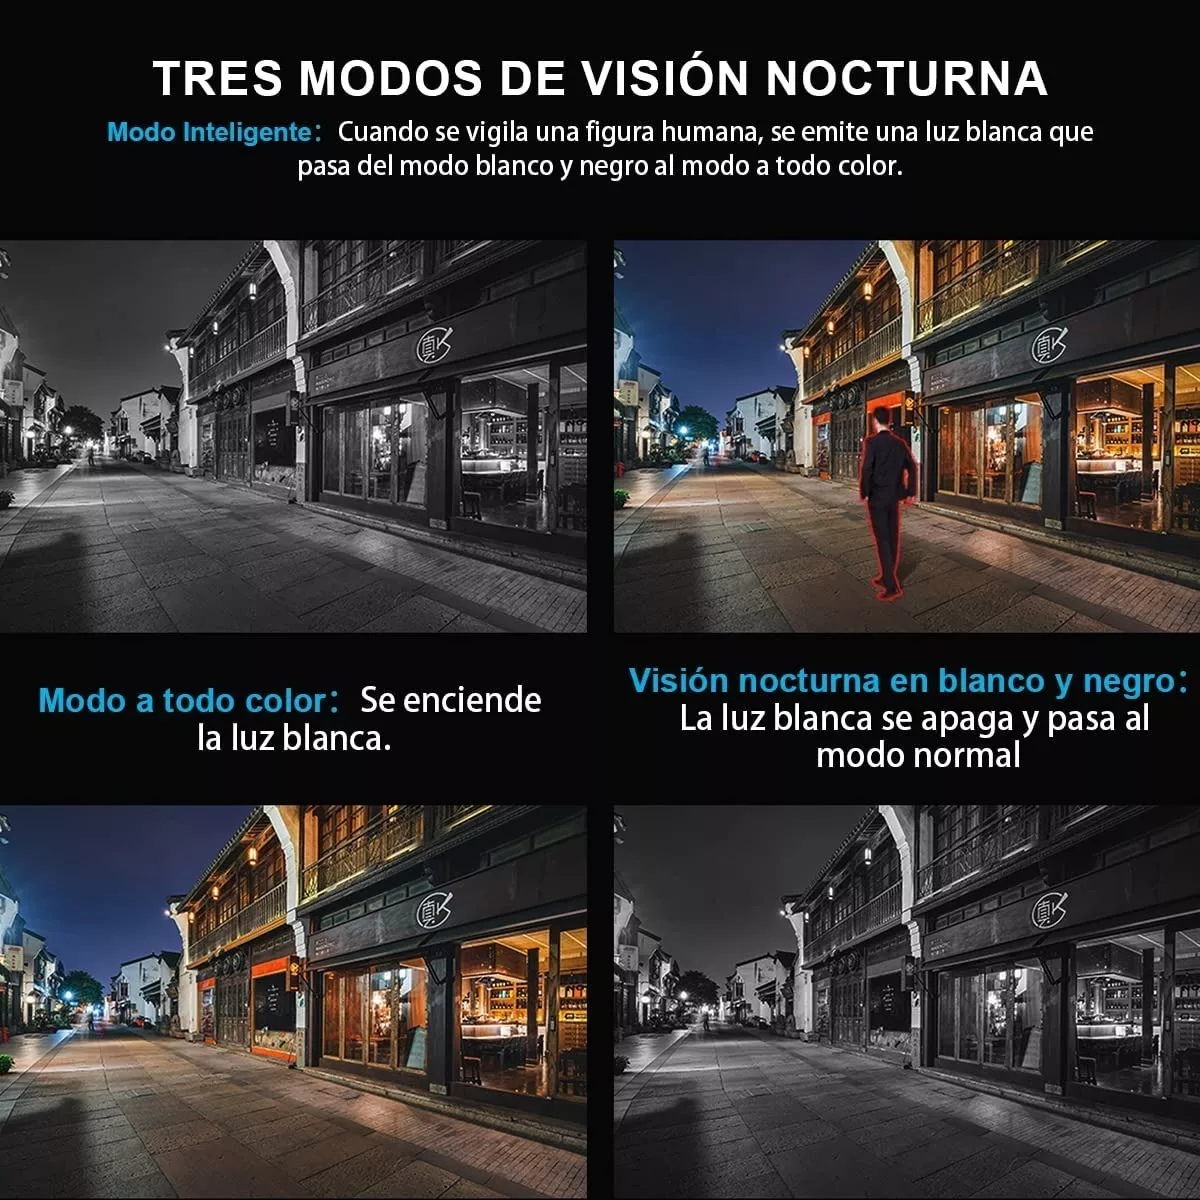 TRES MODOS DE VISIÓN NOCTURNA
Modo Inteligente: Cuando se vigila una figura humana, se emite una luz blanca que
pasa del modo blanco y negro al modo a todo color.
Modo a todo color: Se enciende
la luz blanca.
Visión nocturna en blanco y negro:
La luz blanca se apaga y pasa al
modo normal